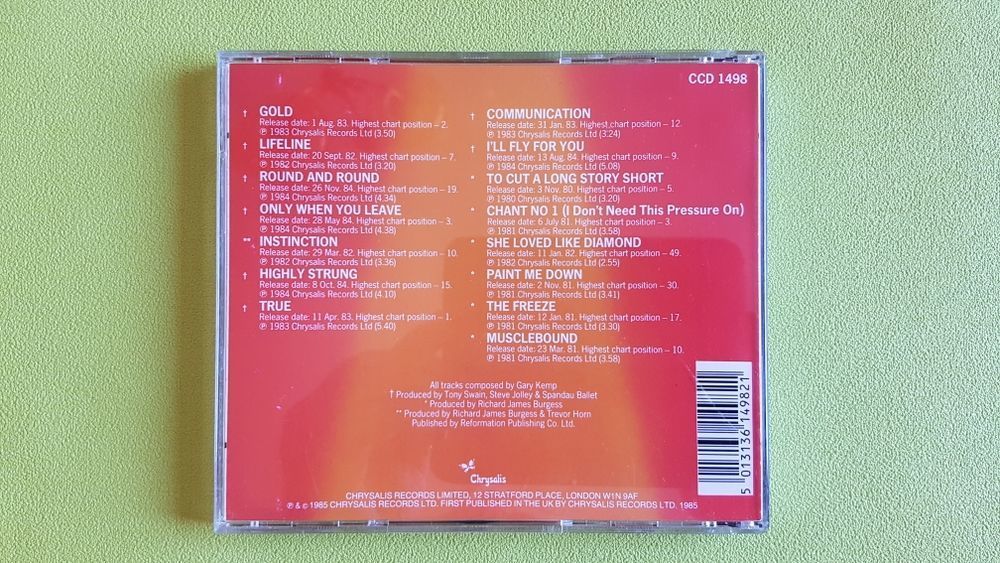 CCD 1498
† GOLD
Release date: 1 Aug. 83. Highest chart position – 2.
℗ 1983 Chrysalis Records Ltd (3.50)
† LIFELINE
Release date: 20 Sept. 82. Highest chart position – 7.
℗ 1982 Chrysalis Records Ltd (3.20)
† ROUND AND ROUND
Release date: 26 Nov. 84. Highest chart position – 19.
℗ 1984 Chrysalis Records Ltd (4.34)
† ONLY WHEN YOU LEAVE
Release date: 28 May 84. Highest chart position – 3.
℗ 1984 Chrysalis Records Ltd (4.38)
** INSTINCTION
Release date: 29 Mar. 82. Highest chart position – 10.
℗ 1982 Chrysalis Records Ltd (3.36)
† HIGHLY STRUNG
Release date: 8 Oct. 84. Highest chart position – 15.
℗ 1984 Chrysalis Records Ltd (4.10)
† TRUE
Release date: 11 Apr. 83. Highest chart position – 1.
℗ 1983 Chrysalis Records Ltd (5.40)
† COMMUNICATION
Release date: 31 Jan. 83. Highest chart position – 12.
℗ 1983 Chrysalis Records Ltd (3:24)
† I'LL FLY FOR YOU
Release date: 13 Aug. 84. Highest chart position – 9.
℗ 1984 Chrysalis Records Ltd (5.08)
* TO CUT A LONG STORY SHORT
Release date: 3 Nov. 80. Highest chart position – 5.
℗ 1980 Chrysalis Records Ltd (3.20)
* CHANT NO 1 (I Don't Need This Pressure On)
Release date: 6 July 81. Highest chart position – 3.
℗ 1981 Chrysalis Records Ltd (3.58)
* SHE LOVED LIKE DIAMOND
Release date: 11 Jan. 82. Highest chart position – 49.
℗ 1982 Chrysalis Records Ltd (2.55)
* PAINT ME DOWN
Release date: 2 Nov. 81. Highest chart position – 30.
℗ 1981 Chrysalis Records Ltd (3.41)
* THE FREEZE
Release date: 12 Jan. 81. Highest chart position – 17.
℗ 1981 Chrysalis Records Ltd (3.30)
* MUSCLEBOUND
Release date: 23 Mar. 81. Highest chart position – 10.
℗ 1981 Chrysalis Records Ltd (3.58)
All tracks composed by Gary Kemp
† Produced by Tony Swain, Steve Jolley & Spandau Ballet
* Produced by Richard James Burgess
** Produced by Richard James Burgess & Trevor Horn
Published by Reformation Publishing Co. Ltd.
Chrysalis
CHRYSALIS RECORDS LIMITED, 12 STRATFORD PLACE, LONDON W1N 9AF
℗ & © 1985 CHRYSALIS RECORDS LTD. FIRST PUBLISHED IN THE UK BY CHRYSALIS RECORDS LTD. 1985
5 013136 149821